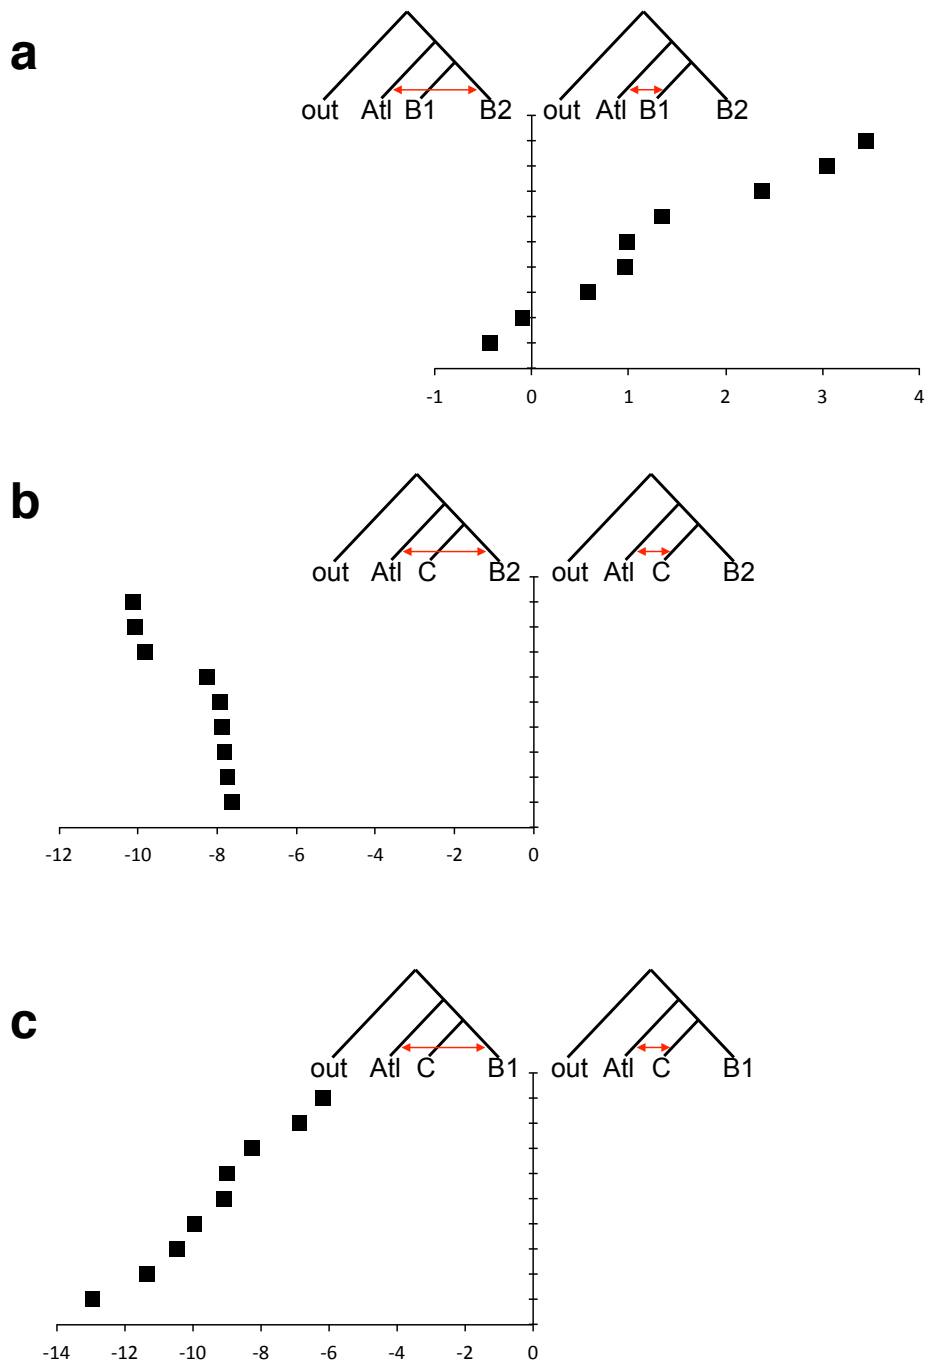 a
out Atl B1 B2 out Atl B1 B2
-1 0 1 2 3 4
b
out Atl C B2 out Atl C B2
-12 -10 -8 -6 -4 -2 0
c
out Atl C B1 out Atl C B1
-14 -12 -10 -8 -6 -4 -2 0